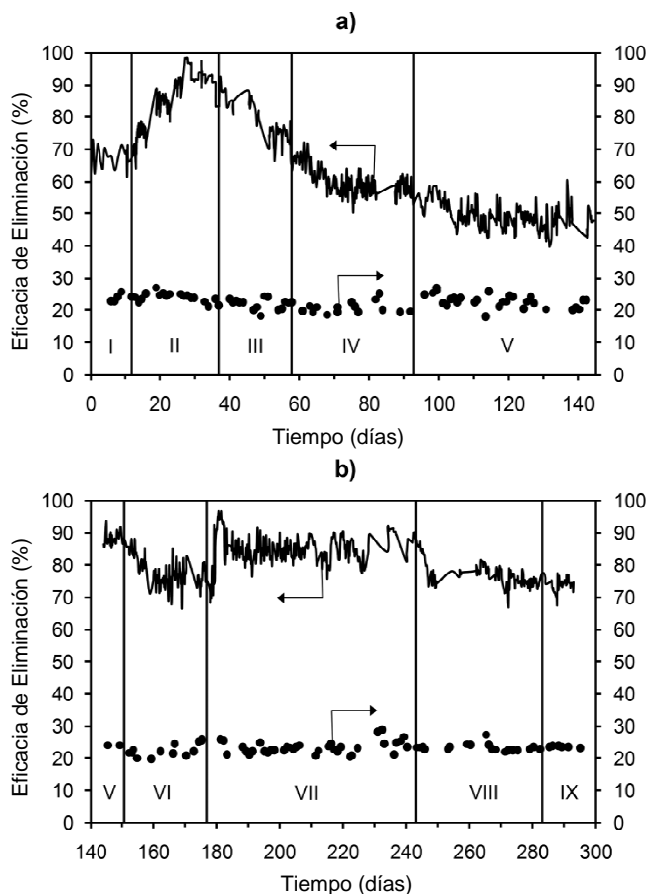 a)
Eficacia de Eliminación (%)
100 100
90 90
80 80
70 70
60 60
50 50
40 40
30 30
20 20
10 10
0 0
I II III IV V
0 20 40 60 80 100 120 140
Tiempo (días)
b)
Eficacia de Eliminación (%)
100 100
90 90
80 80
70 70
60 60
50 50
40 40
30 30
20 20
10 10
0 0
V VI VII VIII IX
140 160 180 200 220 240 260 280 300
Tiempo (días)